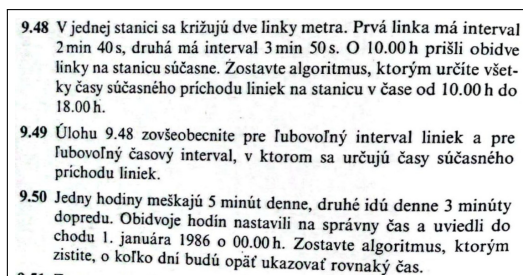 9.48 V jednej stanici sa križujú dve linky metra. Prvá linka má interval
2 min 40 s, druhá má interval 3 min 50 s. O 10.00 h prišli obidve
linky na stanicu súčasne. Zostavte algoritmus, ktorým určíte všet-
ky časy súčasného príchodu liniek na stanicu v čase od 10.00 h do
18.00 h.
9.49 Úlohu 9.48 zovšeobecnite pre ľubovoľný interval liniek a pre
ľubovoľný časový interval, v ktorom sa určujú časy súčasného
príchodu liniek.
9.50 Jedny hodiny meškajú 5 minút denne, druhé idú denne 3 minúty
dopredu. Obidvoje hodín nastavili na správny čas a uviedli do
chodu 1. januára 1986 o 00.00 h. Zostavte algoritmus, ktorým
zistíte, o koľko dní budú opäť ukazovať rovnaký čas.